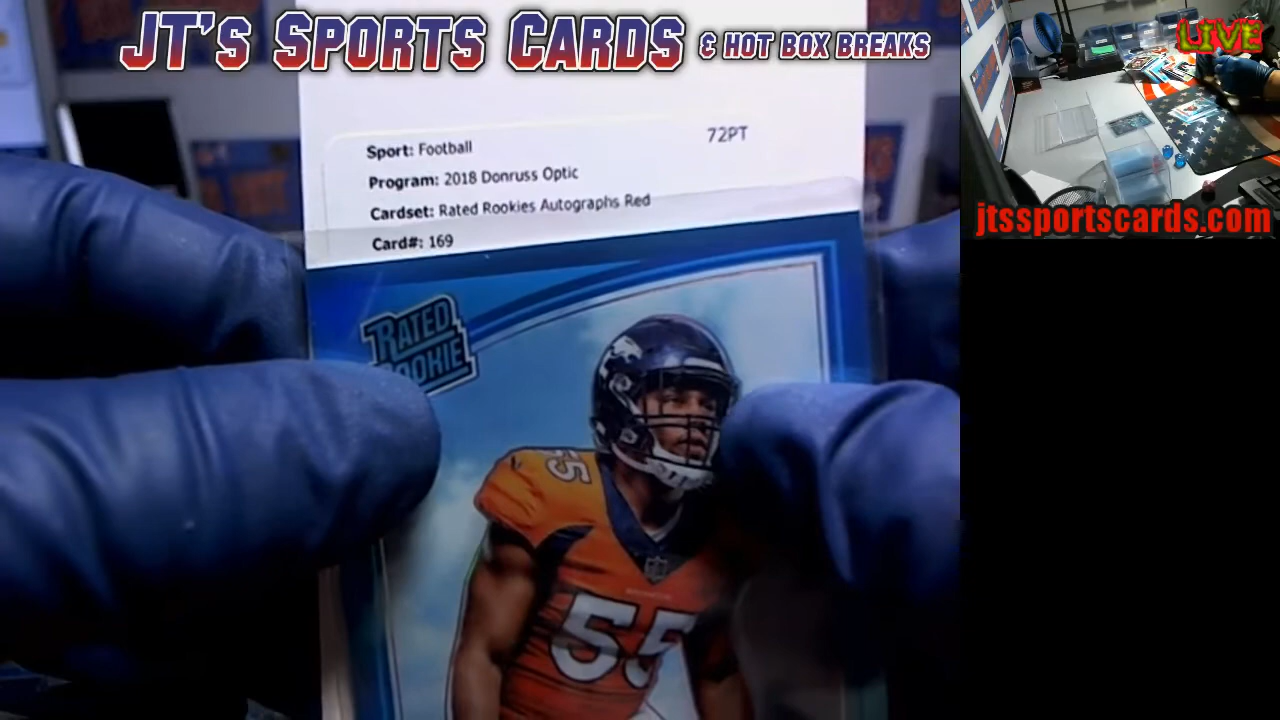 JT's Sports Cards & Hot Box Breaks
LIVE
jtssportscards.com
72PT
Sport: Football
Program: 2018 Donruss Optic
Cardset: Rated Rookies Autographs Red
Card#: 169
RATED
ROOKIE
55
55